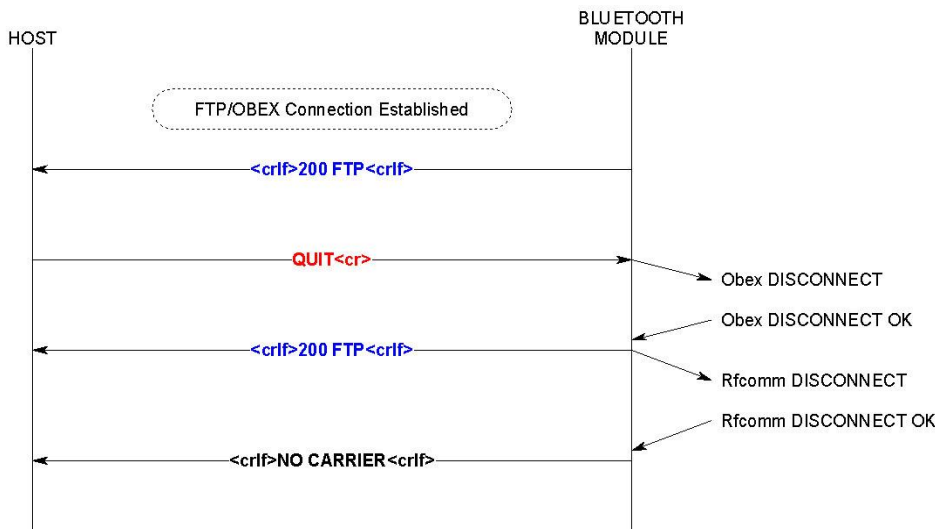 HOST
BLUETOOTH
MODULE
FTP/OBEX Connection Established
<crlf>200 FTP<crlf>
QUIT<cr>
Obex DISCONNECT
Obex DISCONNECT OK
<crlf>200 FTP<crlf>
Rfcomm DISCONNECT
Rfcomm DISCONNECT OK
<crlf>NO CARRIER<crlf>